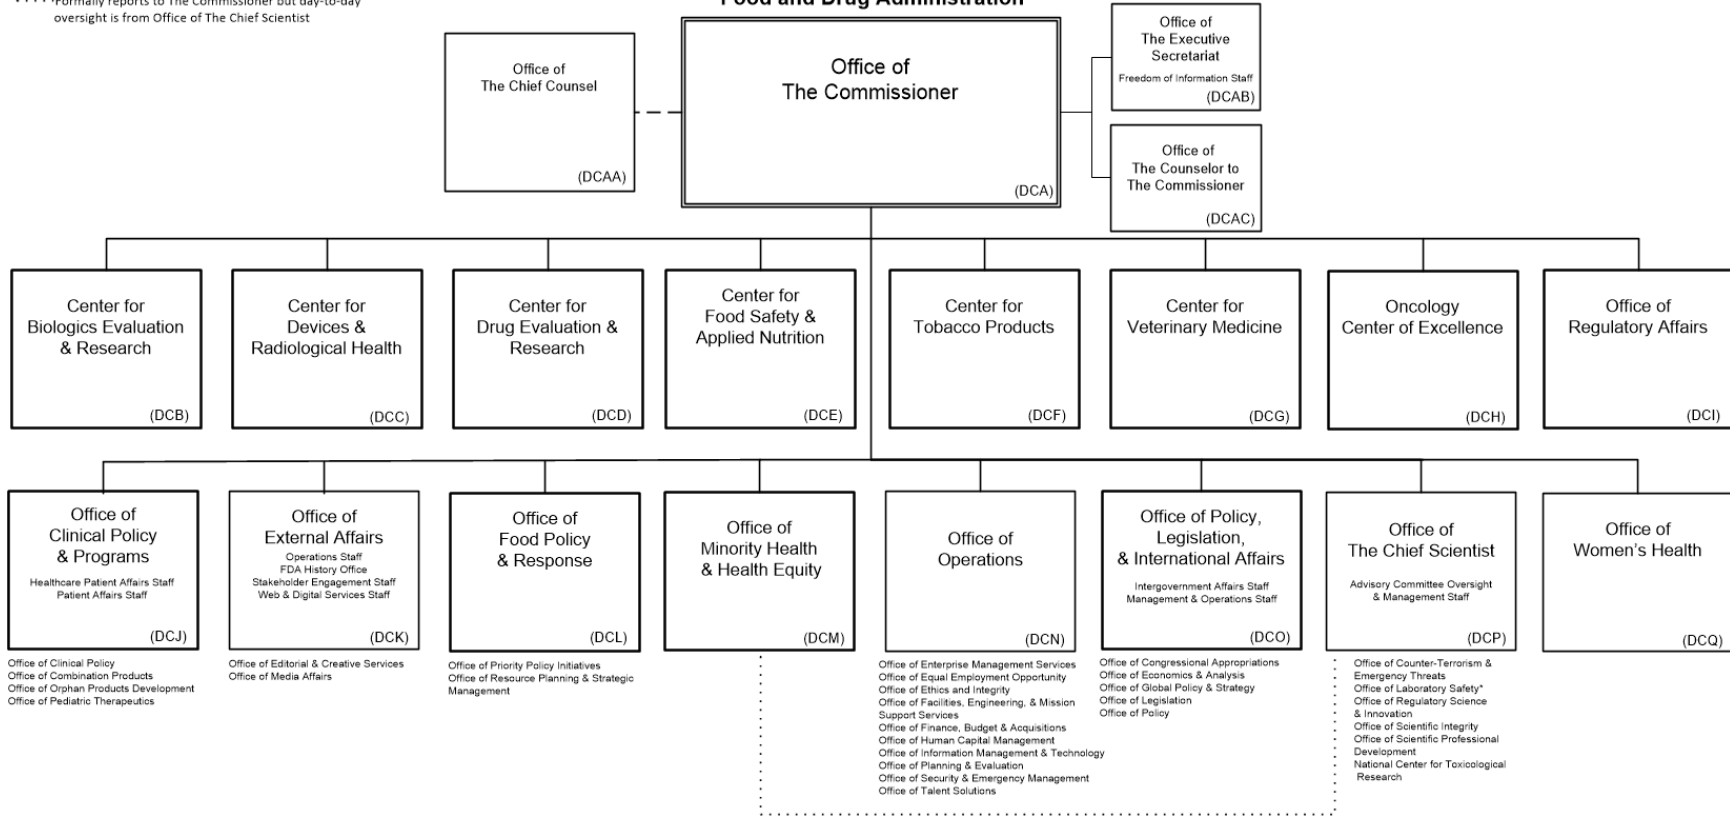 Formally reports to The Commissioner but day-to-day
oversight is from Office of The Chief Scientist
Food and Drug Administration
Office of
The Chief Counsel
(DCAA)
Office of
The Commissioner
(DCA)
Office of
The Executive
Secretariat
Freedom of Information Staff
(DCAB)
Office of
The Counselor to
The Commissioner
(DCAC)
Center for
Biologics Evaluation
& Research
(DCB)
Center for
Devices &
Radiological Health
(DCC)
Center for
Drug Evaluation &
Research
(DCD)
Center for
Food Safety &
Applied Nutrition
(DCE)
Center for
Tobacco Products
(DCF)
Center for
Veterinary Medicine
(DCG)
Oncology
Center of Excellence
(DCH)
Office of
Regulatory Affairs
(DCI)
Office of
Clinical Policy
& Programs
Healthcare Patient Affairs Staff
Patient Affairs Staff
(DCJ)
Office of Clinical Policy
Office of Combination Products
Office of Orphan Products Development
Office of Pediatric Therapeutics
Office of
External Affairs
Operations Staff
FDA History Office
Stakeholder Engagement Staff
Web & Digital Services Staff
(DCK)
Office of Editorial & Creative Services
Office of Media Affairs
Office of
Food Policy
& Response
(DCL)
Office of Priority Policy Initiatives
Office of Resource Planning & Strategic
Management
Office of
Minority Health
& Health Equity
(DCM)
Office of
Operations
(DCN)
Office of Enterprise Management Services
Office of Equal Employment Opportunity
Office of Ethics and Integrity
Office of Facilities, Engineering, & Mission
Support Services
Office of Finance, Budget & Acquisitions
Office of Human Capital Management
Office of Information Management & Technology
Office of Planning & Evaluation
Office of Security & Emergency Management
Office of Talent Solutions
Office of Policy,
Legislation,
& International Affairs
Intergovernment Affairs Staff
Management & Operations Staff
(DCO)
Office of Congressional Appropriations
Office of Economics & Analysis
Office of Global Policy & Strategy
Office of Legislation
Office of Policy
Office of
The Chief Scientist
Advisory Committee Oversight
& Management Staff
(DCP)
Office of Counter-Terrorism &
Emergency Threats
Office of Laboratory Safety*
Office of Regulatory Science
& Innovation
Office of Scientific Integrity
Office of Scientific Professional
Development
National Center for Toxicological
Research
Office of
Women's Health
(DCQ)